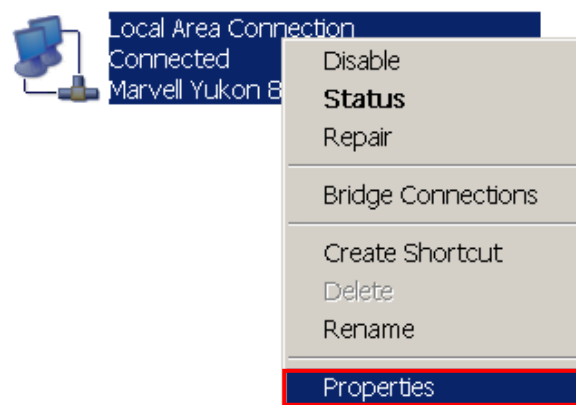 Local Area Connection
Connected
Marvell Yukon 8
Disable
Status
Repair
Bridge Connections
Create Shortcut
Delete
Rename
Properties